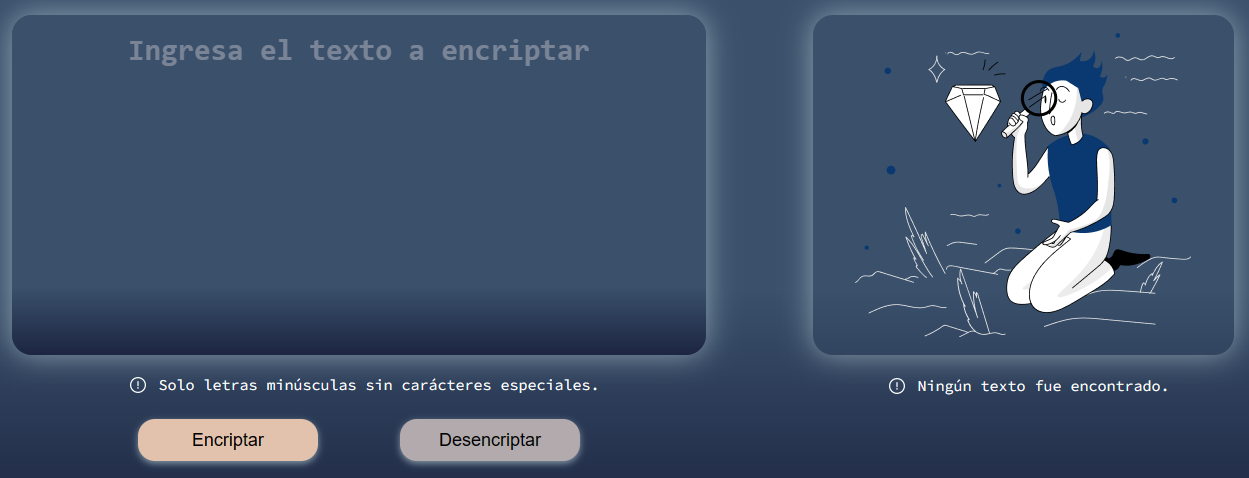 Ingresa el texto a encriptar
Solo letras minúsculas sin carácteres especiales.
Ningún texto fue encontrado.
Encriptar
Desencriptar